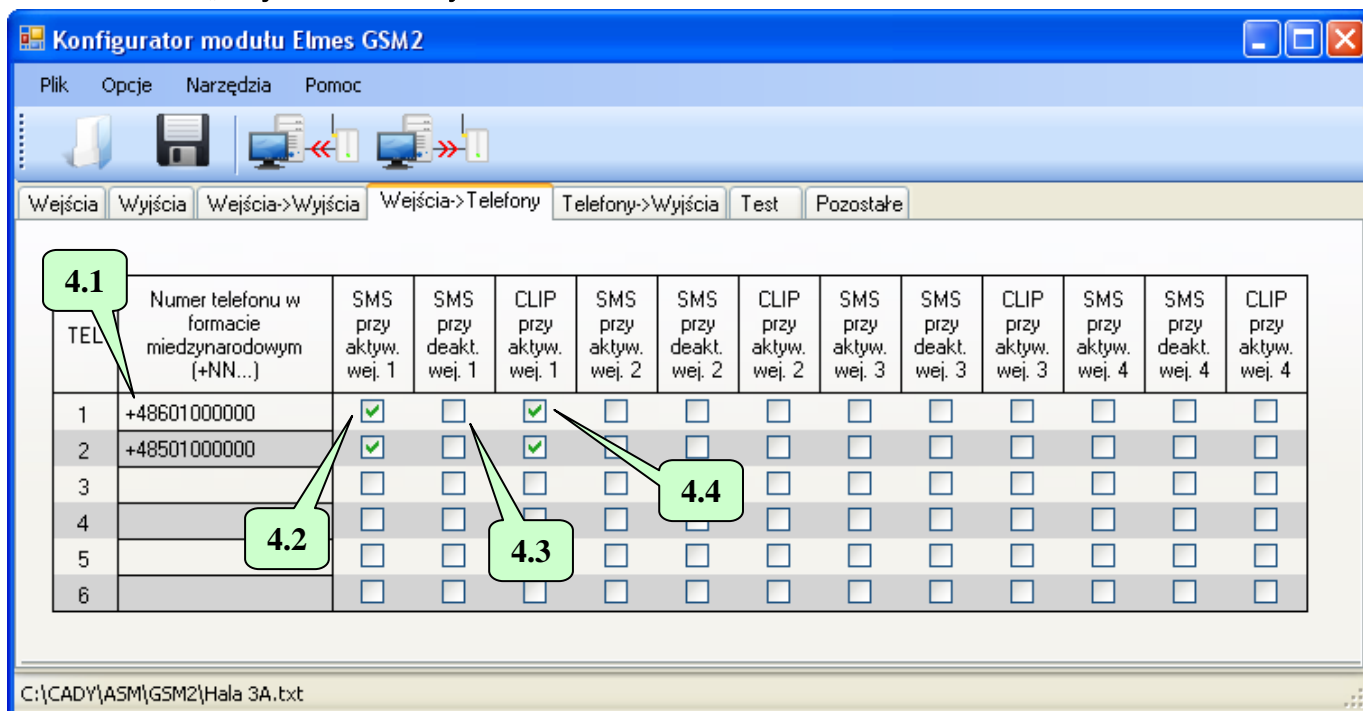 Konfigurator modułu Elmes GSM2
Plik Opcje Narzędzia Pomoc
Wejścia Wyjścia Wejścia->Wyjścia Wejścia->Telefony Telefony->Wyjścia Test Pozostałe
4.1
TEL
Numer telefonu w
formacie
miedzynarodowym
(+NN...)
SMS przy aktyw. wej. 1
SMS przy deakt. wej. 1
CLIP przy aktyw. wej. 1
SMS przy aktyw. wej. 2
SMS przy deakt. wej. 2
CLIP przy aktyw. wej. 2
SMS przy aktyw. wej. 3
SMS przy deakt. wej. 3
CLIP przy aktyw. wej. 3
SMS przy aktyw. wej. 4
SMS przy deakt. wej. 4
CLIP przy aktyw. wej. 4
1 +48601000000
2 +48501000000
3
4
5
6
4.2
4.3
4.4
C:\CADY\ASM\GSM2\Hala 3A.txt